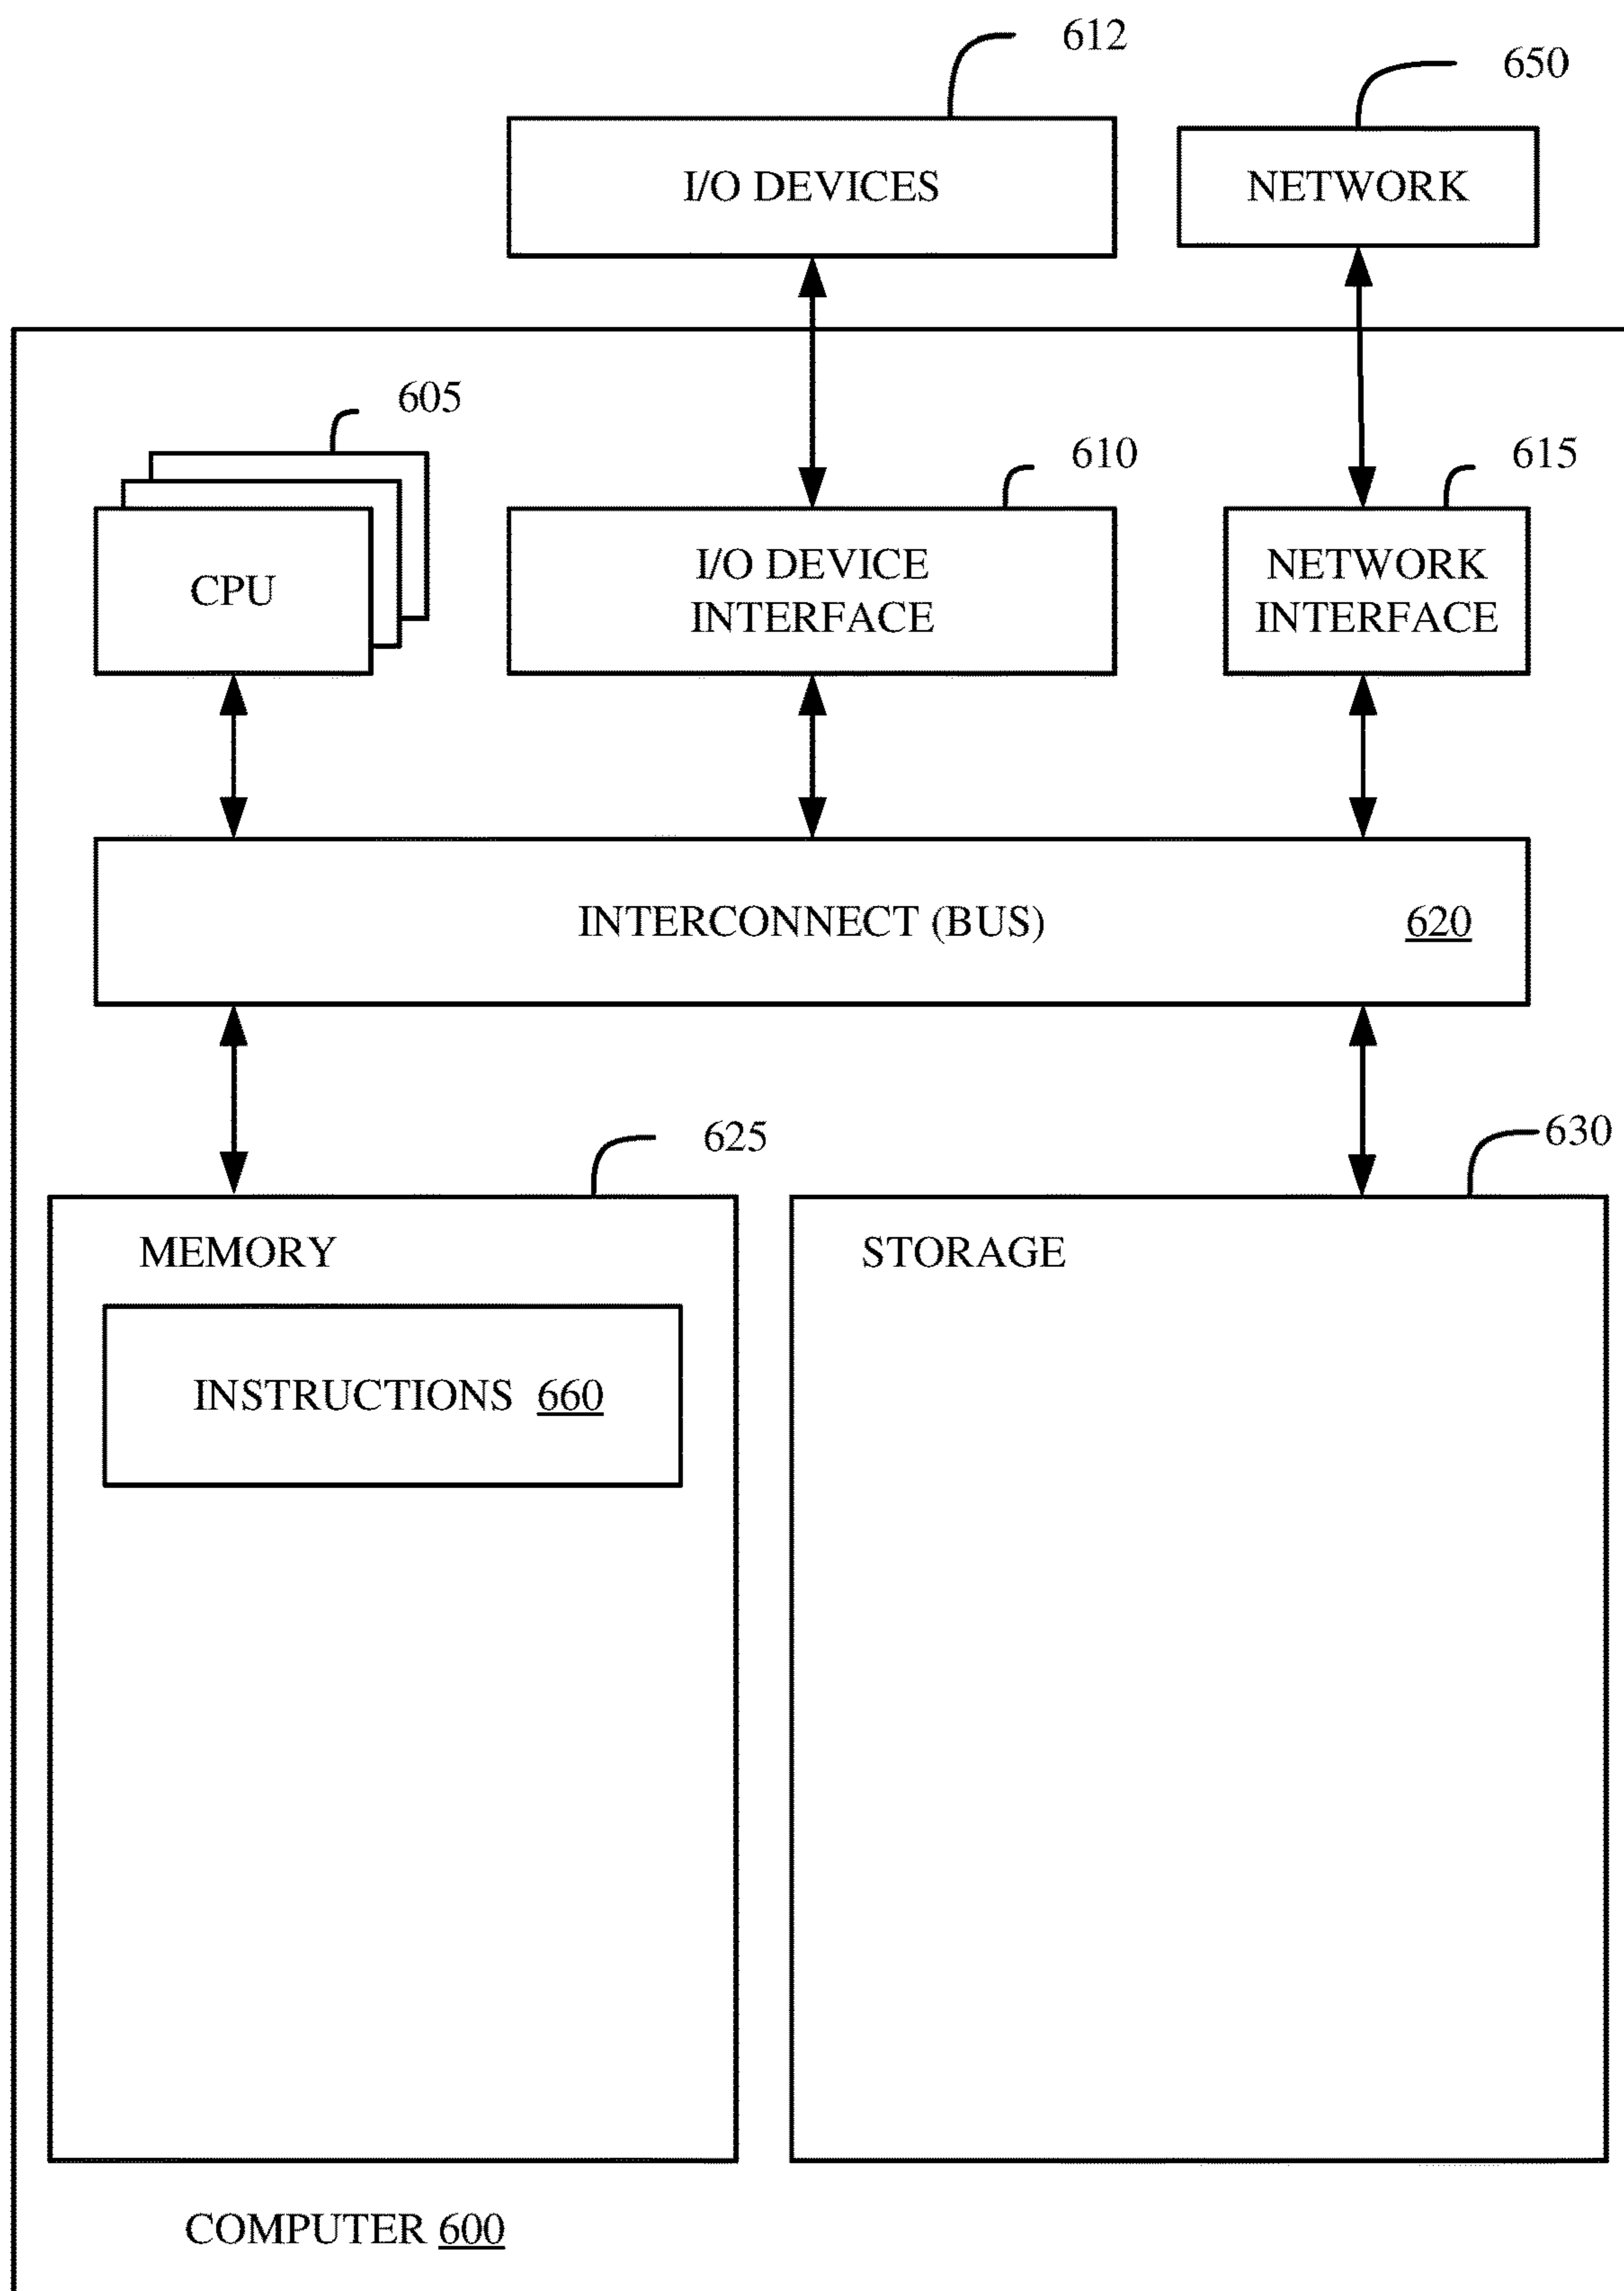 612
650
I/O DEVICES
NETWORK
605
610
615
CPU
I/O DEVICE
INTERFACE
NETWORK
INTERFACE
INTERCONNECT (BUS) 620
625
630
MEMORY
STORAGE
INSTRUCTIONS 660
COMPUTER 600